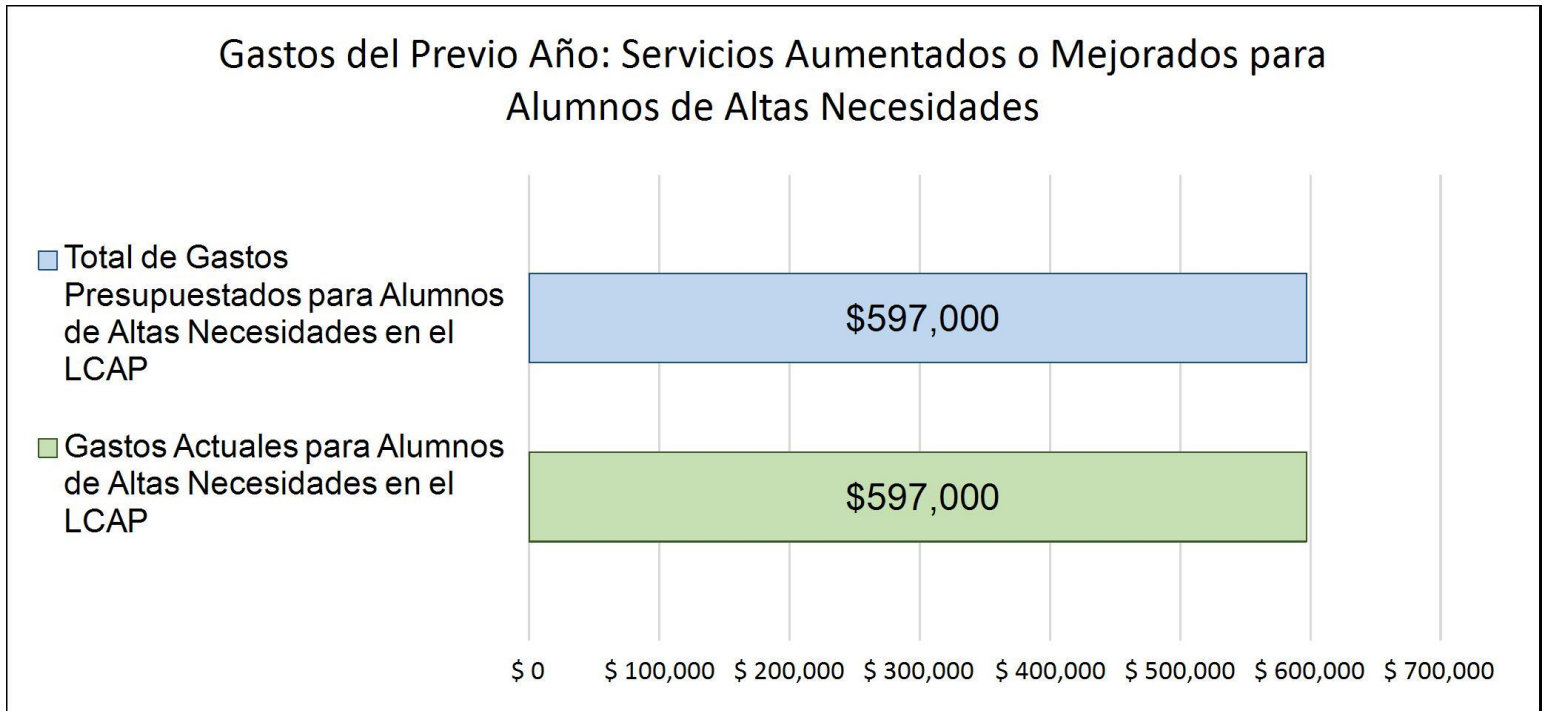 Gastos del Previo Año: Servicios Aumentados o Mejorados para
Alumnos de Altas Necesidades
Total de Gastos
Presupuestados para Alumnos
de Altas Necesidades en el
LCAP
$597,000
Gastos Actuales para Alumnos
de Altas Necesidades en el
LCAP
$597,000
$ 0 $ 100,000 $ 200,000 $ 300,000 $ 400,000 $ 500,000 $ 600,000 $ 700,000